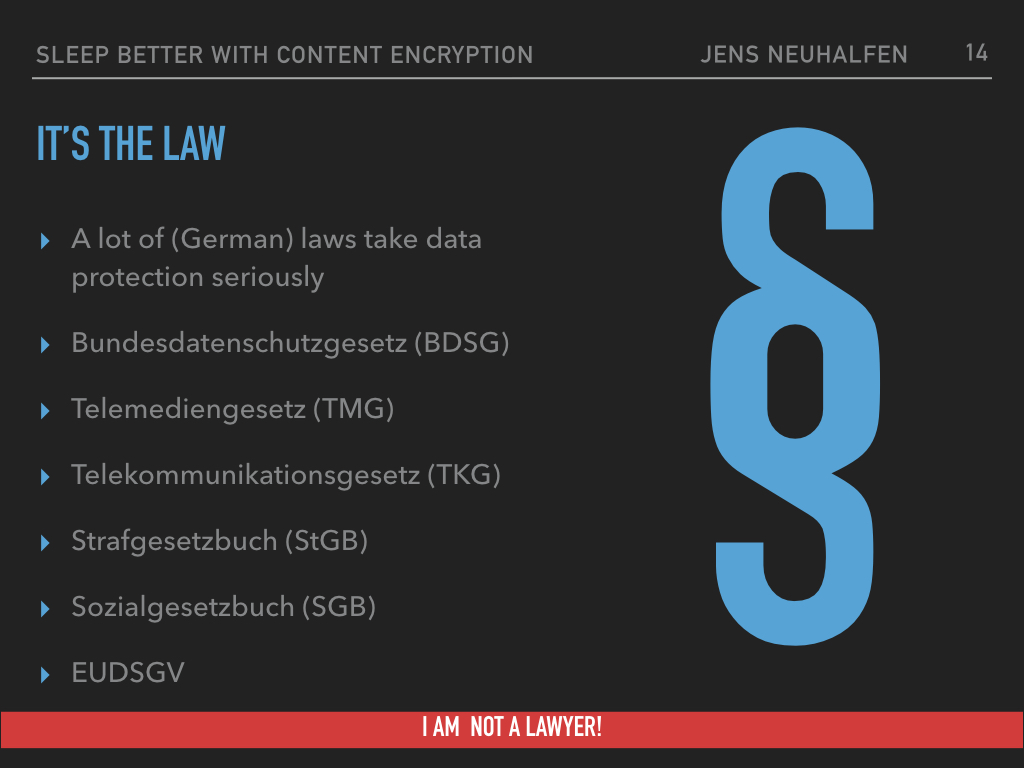 SLEEP BETTER WITH CONTENT ENCRYPTION JENS NEUHALFEN 14
IT'S THE LAW
▸ A lot of (German) laws take data
protection seriously
▸ Bundesdatenschutzgesetz (BDSG)
▸ Telemediengesetz (TMG)
▸ Telekommunikationsgesetz (TKG)
▸ Strafgesetzbuch (StGB)
▸ Sozialgesetzbuch (SGB)
▸ EUDSGV
§
I AM  NOT A LAWYER!